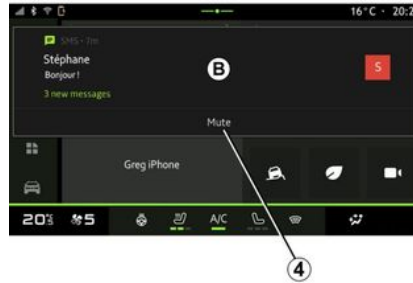 16°C · 20:2
SMS · 7m
Stéphane
Bonjour !
3 new messages
B
S
Mute
Greg iPhone
20.5
5
A/C
4